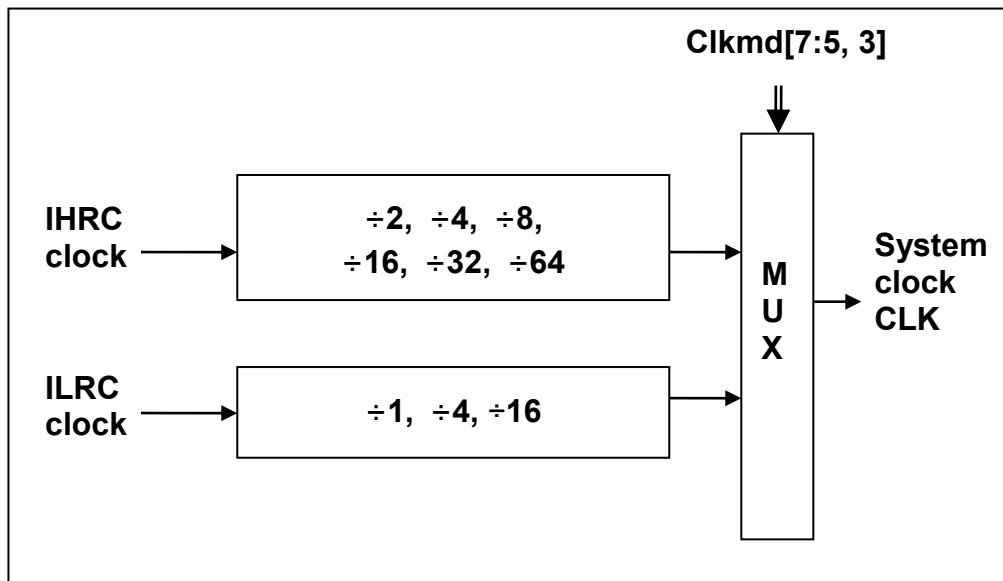 Clkmd[7:5, 3]
IHRC
clock
÷2, ÷4, ÷8,
÷16, ÷32, ÷64
M
U
X
System
clock
CLK
ILRC
clock
÷1, ÷4, ÷16